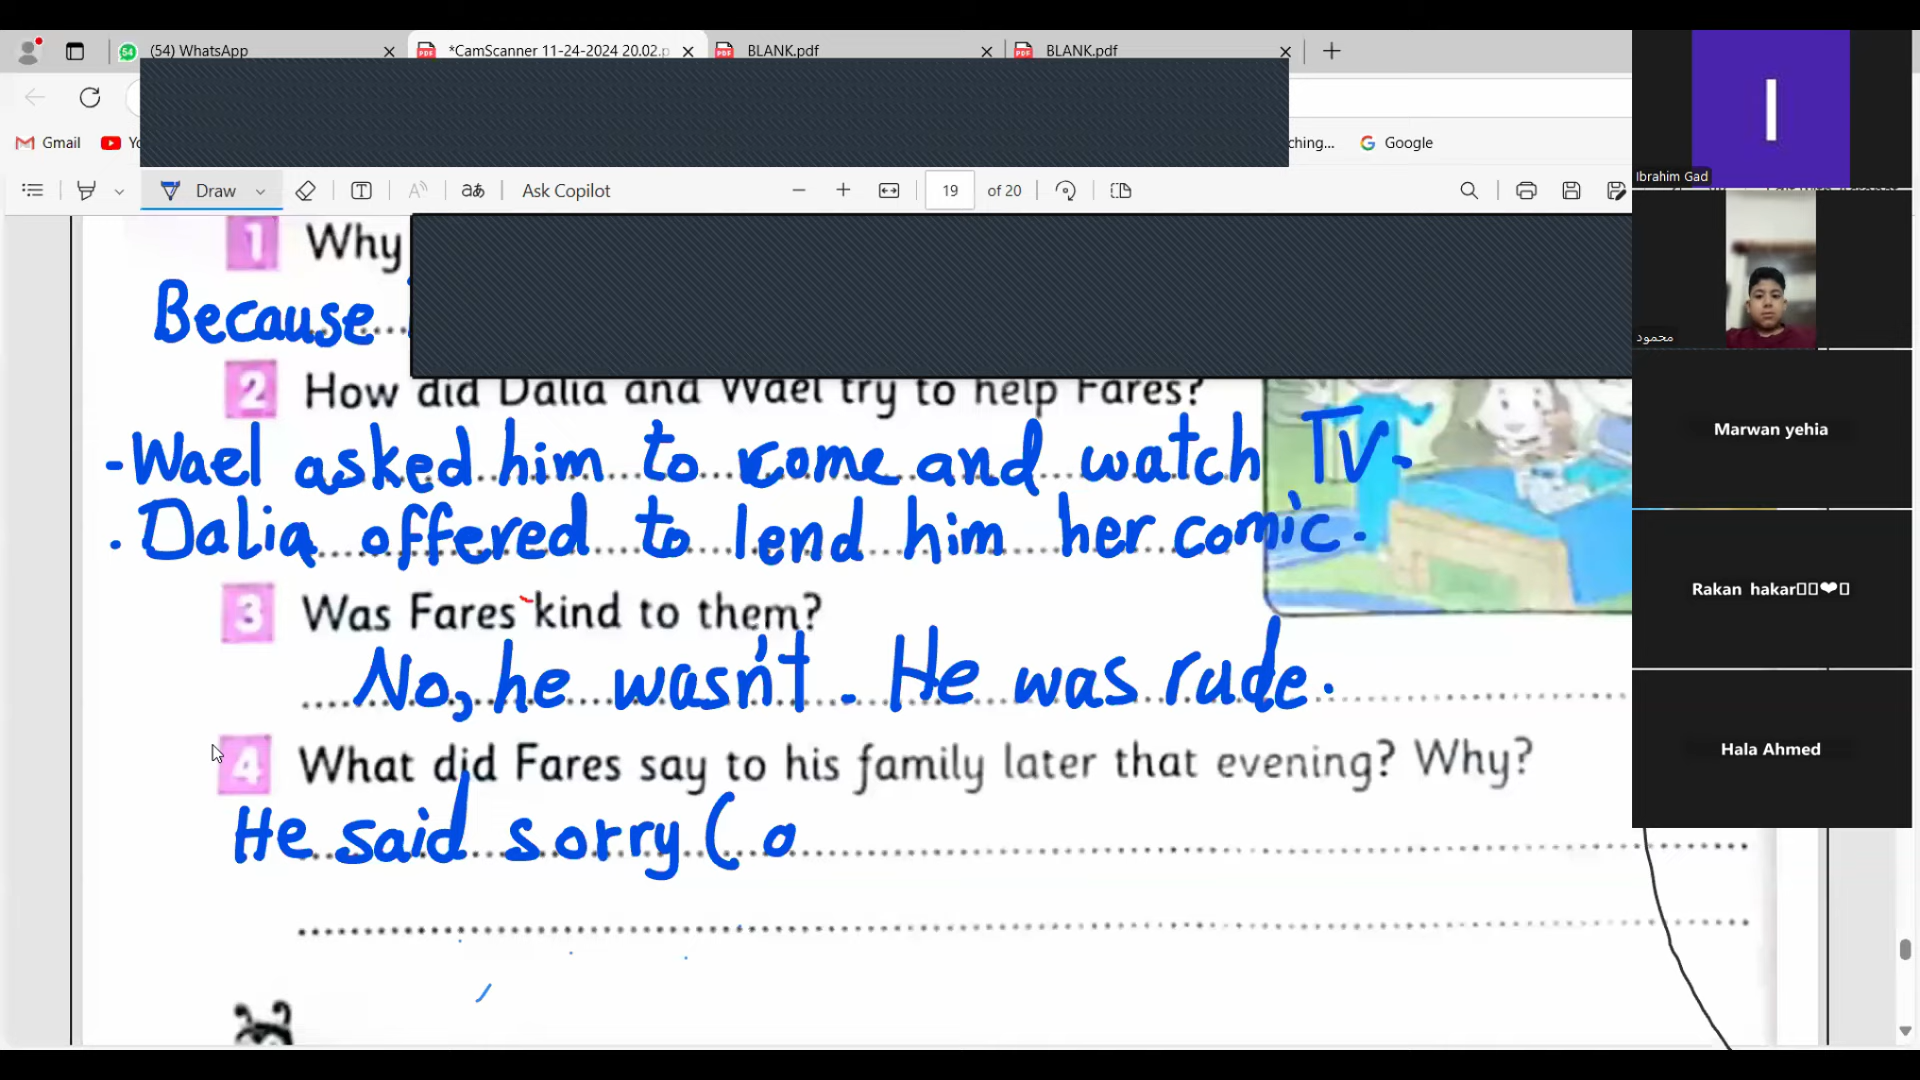 (54) WhatsApp
*CamScanner 11-24-2024 20.02.p
BLANK.pdf
BLANK.pdf
Gmail
ching...
Google
Draw
aあ
Ask Copilot
19 of 20
1 Why
Because
2 How did Dalia and Wael try to help Fares?
-Wael asked him to come and watch TV.
. Dalia offered to lend him her comic.
3 Was Fares kind to them?
No, he wasn't. He was rude.
4 What did Fares say to his family later that evening? Why?
He said sorry ( o
I
Ibrahim Gad
محمود
Marwan yehia
Rakan hakar▯▯❤▯
Hala Ahmed